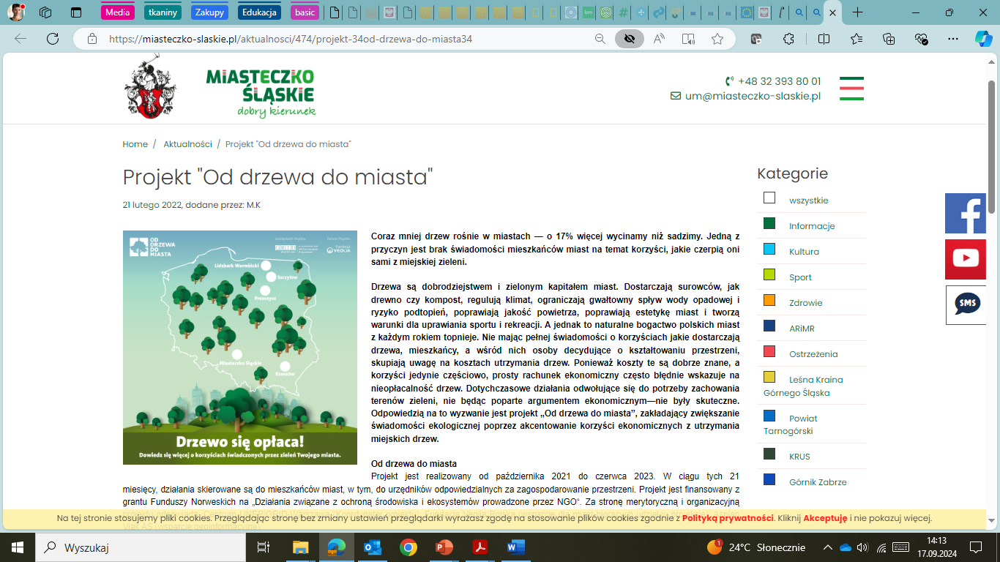 Media
tkaniny
Zakupy
Edukacja
basic
https://miasteczko-slaskie.pl/aktualnosci/474/projekt-34od-drzewa-do-miasta34
MIASTECZKO
ŚLĄSKIE
dobry kierunek
+48 32 393 80 01
um@miasteczko-slaskie.pl
Home / Aktualności / Projekt "Od drzewa do miasta"
Projekt "Od drzewa do miasta"
21 lutego 2022, dodane przez: M.K
OD
DRZEWA
DO
MIASTA
Fundacja
VEOLIA
Lidzbark Warmiński
Szczytno
Przasnysz
Miasteczko Śląskie
Rzeszów
Drzewo się opłaca!
Dowiedz się więcej o korzyściach świadczonych przez zieleń Twojego miasta.
Coraz mniej drzew rośnie w miastach — o 17% więcej wycinamy niż sadzimy. Jedną z
przyczyn jest brak świadomości mieszkańców miast na temat korzyści, jakie czerpią oni
sami z miejskiej zieleni.
Drzewa są dobrodziejstwem i zielonym kapitałem miast. Dostarczają surowców, jak
drewno czy kompost, regulują klimat, ograniczają gwałtowny spływ wody opadowej i
ryzyko podtopień, poprawiają jakość powietrza, poprawiają estetykę miast i tworzą
warunki dla uprawiania sportu i rekreacji. A jednak to naturalne bogactwo polskich miast
z każdym rokiem topnieje. Nie mając pełnej świadomości o korzyściach jakie dostarczają
drzewa, mieszkańcy, a wśród nich osoby decydujące o kształtowaniu przestrzeni,
skupiają uwagę na kosztach utrzymania drzew. Ponieważ koszty te są dobrze znane, a
korzyści jedynie częściowo, prosty rachunek ekonomiczny często błędnie wskazuje na
nieopłacalność drzew. Dotychczasowe działania odwołujące się do potrzeby zachowania
terenów zieleni, nie będąc poparte argumentem ekonomicznym—nie były skuteczne.
Odpowiedzią na to wyzwanie jest projekt „Od drzewa do miasta”, zakładający zwiększanie
świadomości ekologicznej poprzez akcentowanie korzyści ekonomicznych z utrzymania
miejskich drzew.
Od drzewa do miasta
Projekt jest realizowany od października 2021 do czerwca 2023. W ciągu tych 21
miesięcy, działania skierowane są do mieszkańców miast, w tym, do urzędników odpowiedzialnych za zagospodarowanie przestrzeni. Projekt jest finansowany z
grantu Funduszy Norweskich na „Działania związane z ochroną środowiska i ekosystemów prowadzone przez NGO“. Za stronę merytoryczną i organizacyjną
Kategorie
wszystkie
Informacje
Kultura
Sport
Zdrowie
ARiMR
Ostrzeżenia
Leśna Kraina
Górnego Śląska
Powiat
Tarnogórski
KRUS
Górnik Zabrze
SMS
Na tej stronie stosujemy pliki cookies. Przeglądając stronę bez zmiany ustawień przeglądarki wyrażasz zgodę na stosowanie plików cookies zgodnie z Polityką prywatności. Kliknij Akceptuję i nie pokazuj więcej.
Wyszukaj
24°C Słonecznie
14:13
17.09.2024